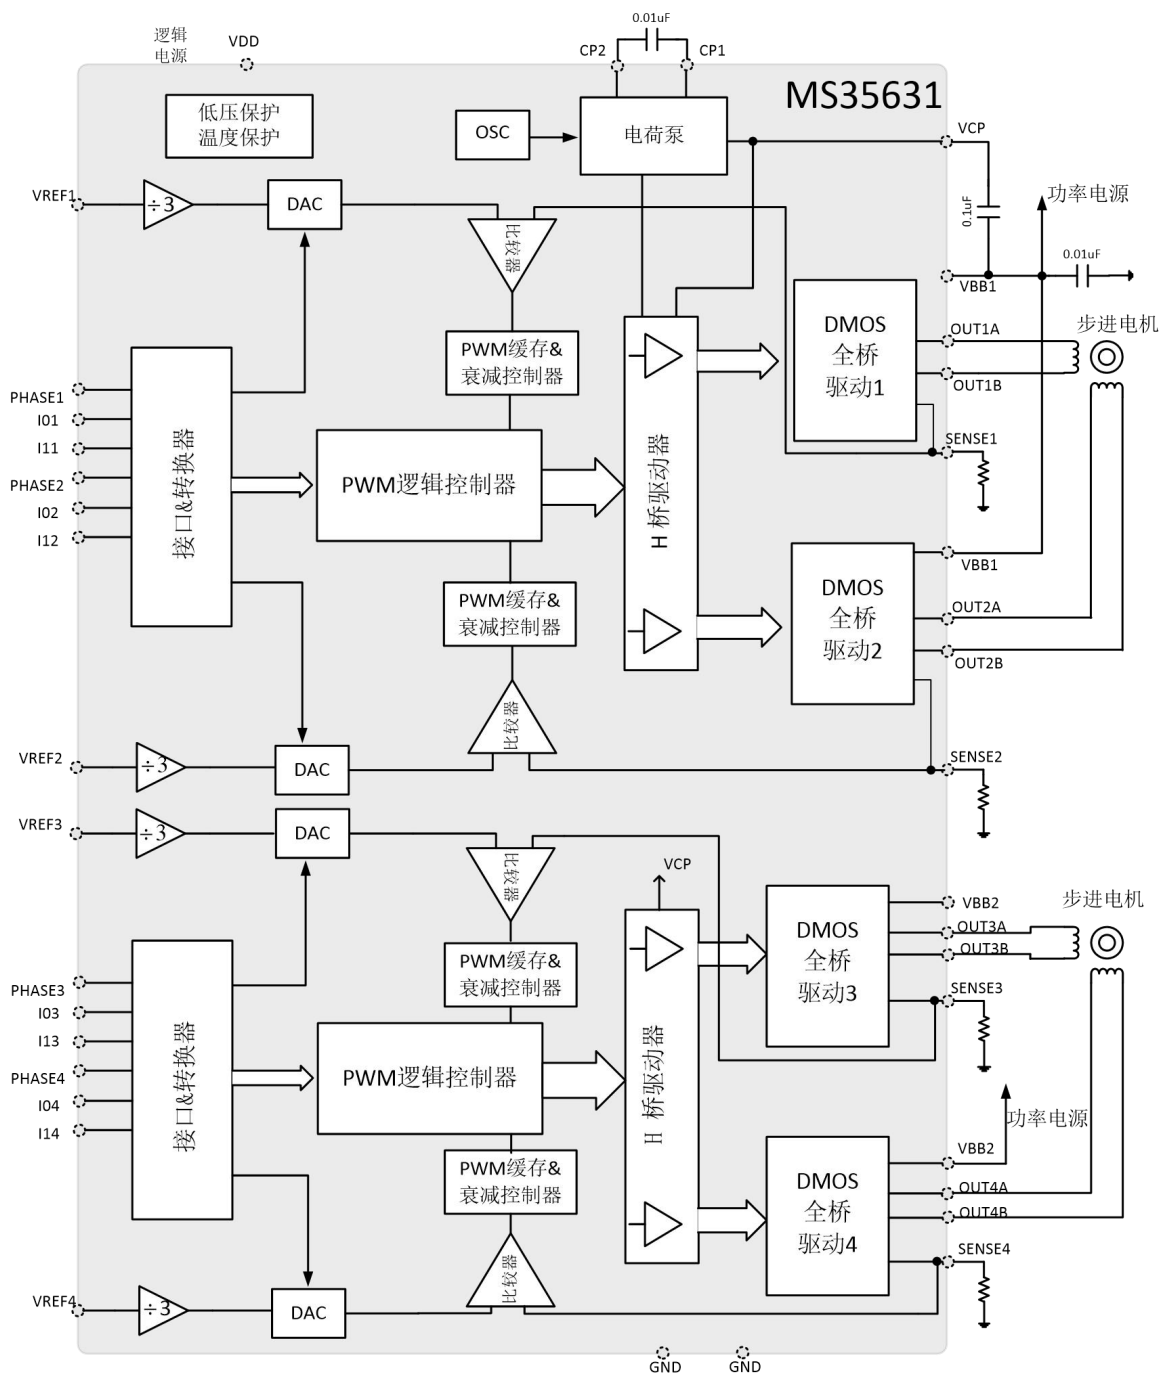 0.01uF
逻辑
电源
VDD
CP2
CP1
MS35631
低压保护
温度保护
OSC
电荷泵
VCP
VREF1
÷3
DAC
比较器
0.1uF
功率电源
0.01uF
VBB1
PWM缓存&
衰减控制器
DMOS
全桥
驱动1
OUT1A
OUT1B
步进电机
SENSE1
PHASE1
I01
I11
PHASE2
I02
I12
接口&转换器
PWM逻辑控制器
H 桥驱动器
PWM缓存&
衰减控制器
DMOS
全桥
驱动2
VBB1
OUT2A
OUT2B
比较器
VREF2
÷3
DAC
SENSE2
VREF3
÷3
DAC
比较器
VCP
PWM缓存&
衰减控制器
DMOS
全桥
驱动3
VBB2
OUT3A
OUT3B
步进电机
SENSE3
PHASE3
I03
I13
PHASE4
I04
I14
接口&转换器
PWM逻辑控制器
H 桥驱动器
功率电源
PWM缓存&
衰减控制器
DMOS
全桥
驱动4
VBB2
OUT4A
OUT4B
SENSE4
比较器
VREF4
÷3
DAC
GND
GND